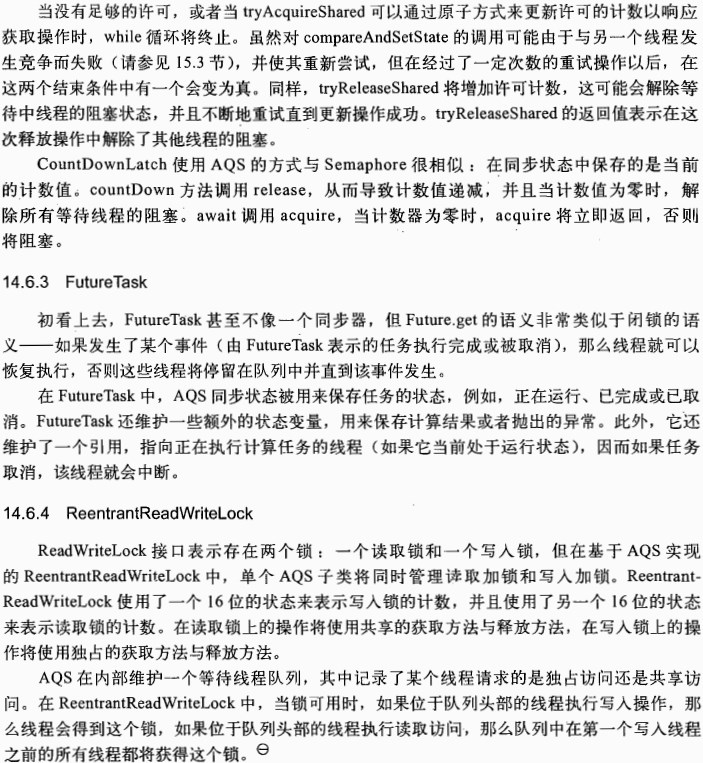 当没有足够的许可，或者当 tryAcquireShared 可以通过原子方式来更新许可的计数以响应
获取操作时，while 循环将终止。虽然对 compareAndSetState 的调用可能由于与另一个线程发
生竞争而失败（请参见 15.3 节），并使其重新尝试，但在经过了一定次数的重试操作以后，在
这两个结束条件中有一个会变为真。同样，tryReleaseShared 将增加许可计数，这可能会解除等
待中线程的阻塞状态，并且不断地重试直到更新操作成功。tryReleaseShared 的返回值表示在这
次释放操作中解除了其他线程的阻塞。
CountDownLatch 使用 AQS 的方式与 Semaphore 很相似：在同步状态中保存的是当前
的计数值。countDown 方法调用 release，从而导致计数值递减，并且当计数值为零时，解
除所有等待线程的阻塞。await 调用 acquire，当计数器为零时，acquire 将立即返回，否则
将阻塞。
14.6.3 FutureTask
初看上去，FutureTask 甚至不像一个同步器，但 Future.get 的语义非常类似于闭锁的语
义——如果发生了某个事件（由 FutureTask 表示的任务执行完成或被取消），那么线程就可以
恢复执行，否则这些线程将停留在队列中并直到该事件发生。
在 FutureTask 中，AQS 同步状态被用来保存任务的状态，例如，正在运行、已完成或已取
消。FutureTask 还维护一些额外的状态变量，用来保存计算结果或者抛出的异常。此外，它还
维护了一个引用，指向正在执行计算任务的线程（如果它当前处于运行状态），因而如果任务
取消，该线程就会中断。
14.6.4 ReentrantReadWriteLock
ReadWriteLock 接口表示存在两个锁：一个读取锁和一个写入锁，但在基于 AQS 实现
的 ReentrantReadWriteLock 中，单个 AQS 子类将同时管理读取加锁和写入加锁。Reentrant-
ReadWriteLock 使用了一个 16 位的状态来表示写入锁的计数，并且使用了另一个 16 位的状态
来表示读取锁的计数。在读取锁上的操作将使用共享的获取方法与释放方法，在写入锁上的操
作将使用独占的获取方法与释放方法。
AQS 在内部维护一个等待线程队列，其中记录了某个线程请求的是独占访问还是共享访
问。在 ReentrantReadWriteLock 中，当锁可用时，如果位于队列头部的线程执行写入操作，那
么线程会得到这个锁，如果位于队列头部的线程执行读取访问，那么队列中在第一个写入线程
之前的所有线程都将获得这个锁。㊀